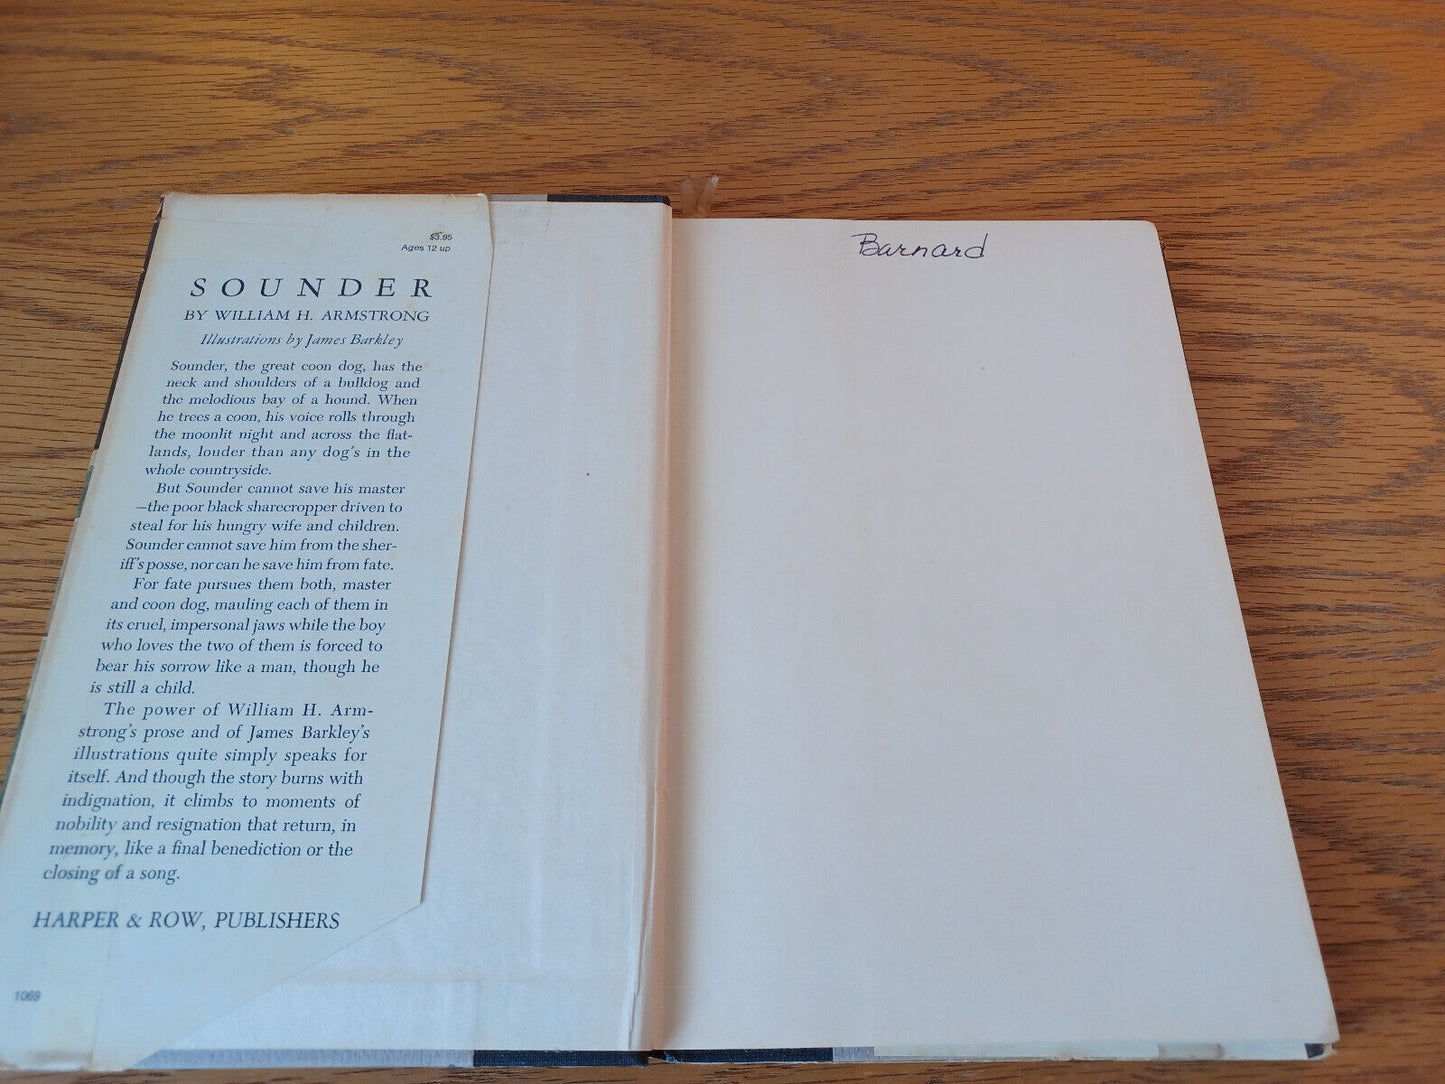 $3.95
Ages 12 up
SOUNDER
BY WILLIAM H. ARMSTRONG
Illustrations by James Barkley
Sounder, the great coon dog, has the
neck and shoulders of a bulldog and
the melodious bay of a hound. When
he trees a coon, his voice rolls through
the moonlit night and across the flat-
lands, louder than any dog's in the
whole countryside.
But Sounder cannot save his master
—the poor black sharecropper driven to
steal for his hungry wife and children.
Sounder cannot save him from the sher-
iff's posse, nor can he save him from fate.
For fate pursues them both, master
and coon dog, mauling each of them in
its cruel, impersonal jaws while the boy
who loves the two of them is forced to
bear his sorrow like a man, though he
is still a child.
The power of William H. Arm-
strong's prose and of James Barkley's
illustrations quite simply speaks for
itself. And though the story burns with
indignation, it climbs to moments of
nobility and resignation that return, in
memory, like a final benediction or the
closing of a song.
HARPER & ROW, PUBLISHERS
1069
Barnard